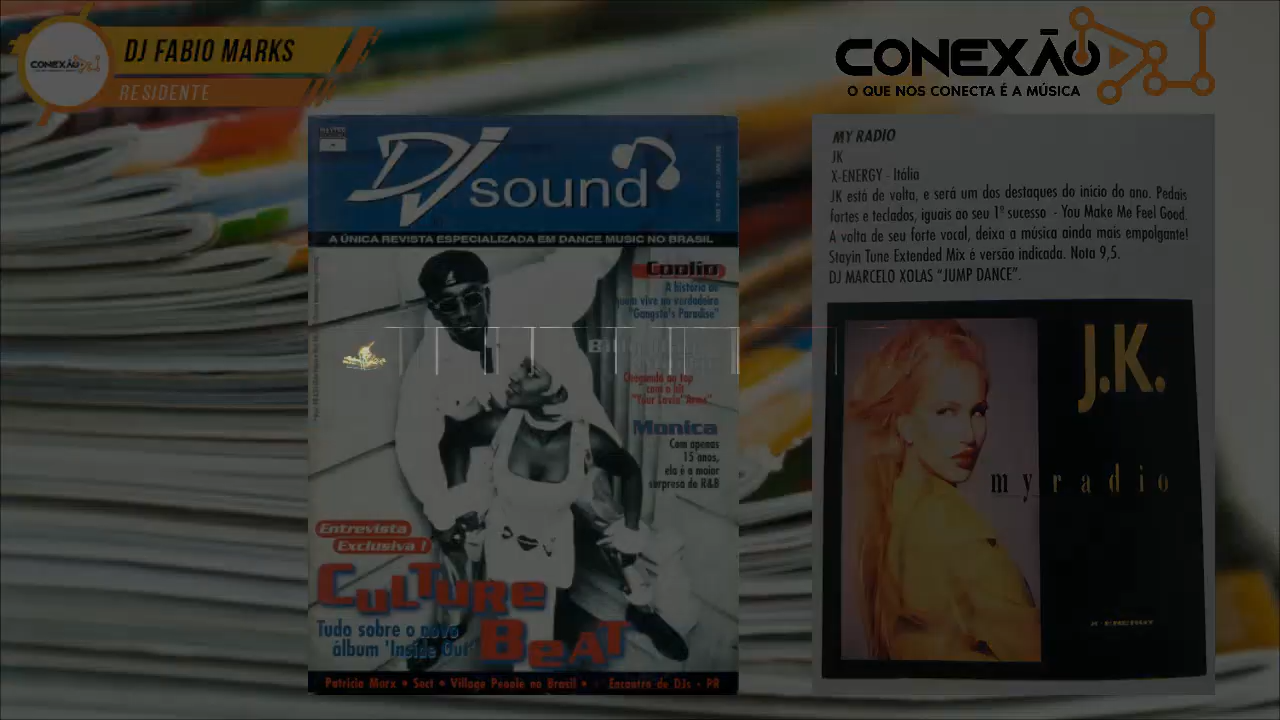 DJ FABIO MARKS
RESIDENTE
CONEXÃO
CONEXÃO DJ
O QUE NOS CONECTA É A MÚSICA
DJ sound
A ÚNICA REVISTA ESPECIALIZADA EM DANCE MUSIC NO BRASIL
Coolio
A história de
quem vive no verdadeiro
"Gangsta's Paradise"
Chegando ao top
com o hit
"Your Lovin' Arms"
Monica
Com apenas
15 anos,
ela é a maior
surpresa de R&B
Entrevista
Exclusiva !
CULTURE
BEAT
Tudo sobre o novo
álbum 'Inside Out'
Patricia Marx • Sect • Village People no Brasil • Encontro de DJs - PR
MY RADIO
JK
X-ENERGY - Itália
JK está de volta, e será um dos destaques do início do ano. Pedais
fortes e teclados, iguais ao seu 1º sucesso - You Make Me Feel Good.
A volta de seu forte vocal, deixa a música ainda mais empolgante!
Stayin Tune Extended Mix é versão indicada. Nota 9,5.
DJ MARCELO XOLAS "JUMP DANCE".
J.K.
my radio
X-ENERGY